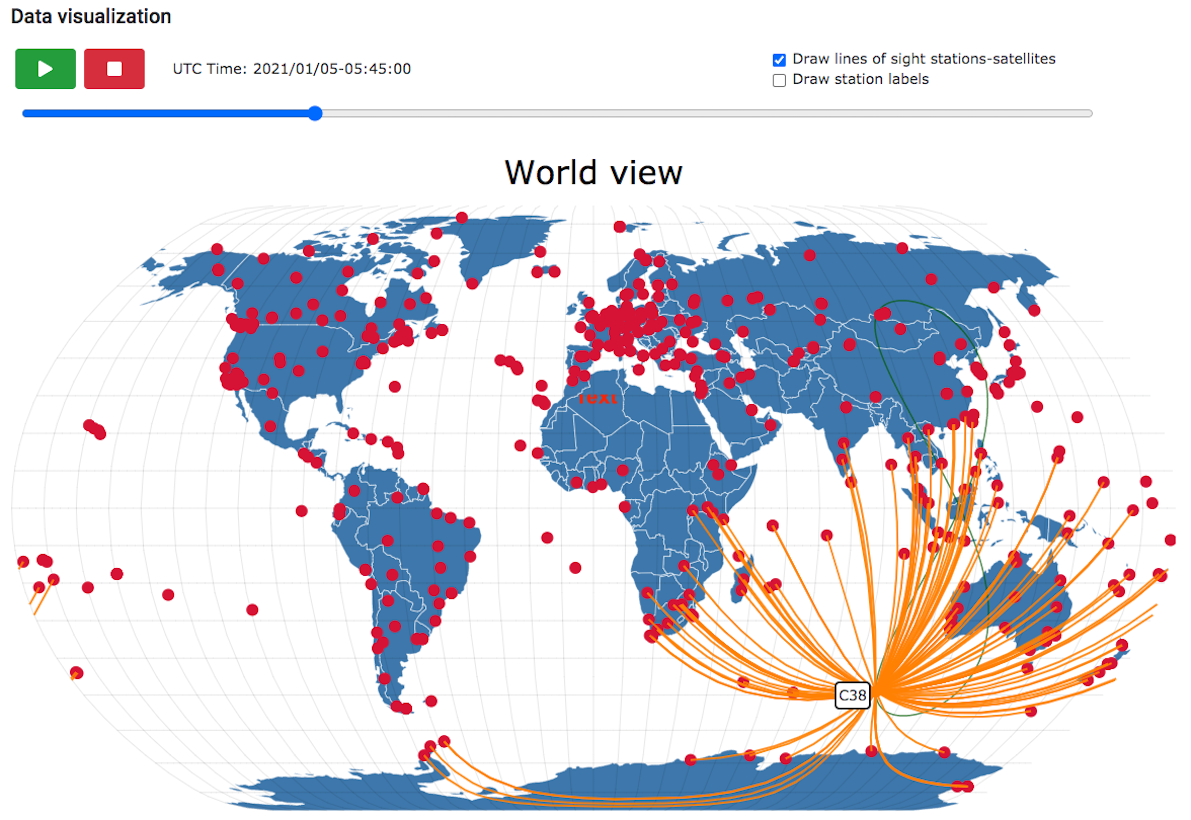 Data visualization
UTC Time: 2021/01/05-05:45:00
Draw lines of sight stations-satellites
Draw station labels
World view
C38